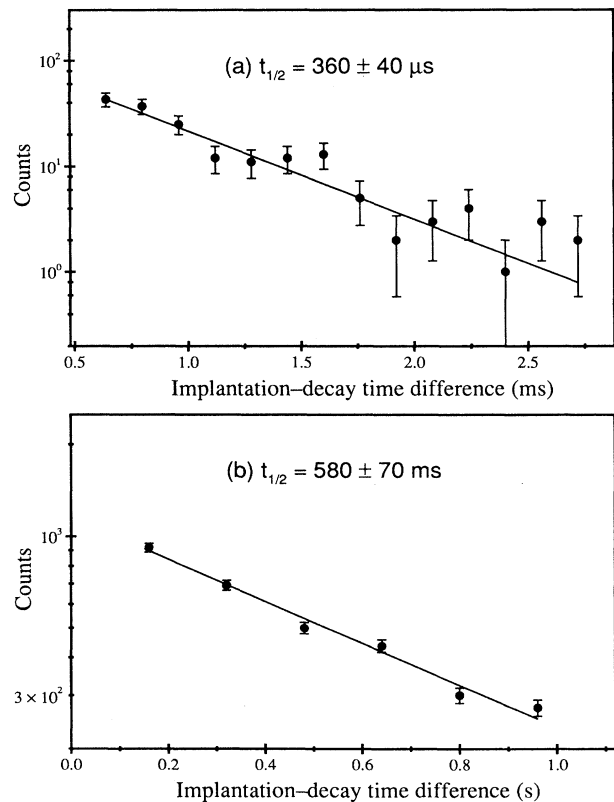 (a) t₁/₂ = 360 ± 40 μs
10²
10¹
10⁰
Counts
0.5 1.0 1.5 2.0 2.5
Implantation–decay time difference (ms)
(b) t₁/₂ = 580 ± 70 ms
10³
3 × 10²
Counts
0.0 0.2 0.4 0.6 0.8 1.0
Implantation–decay time difference (s)